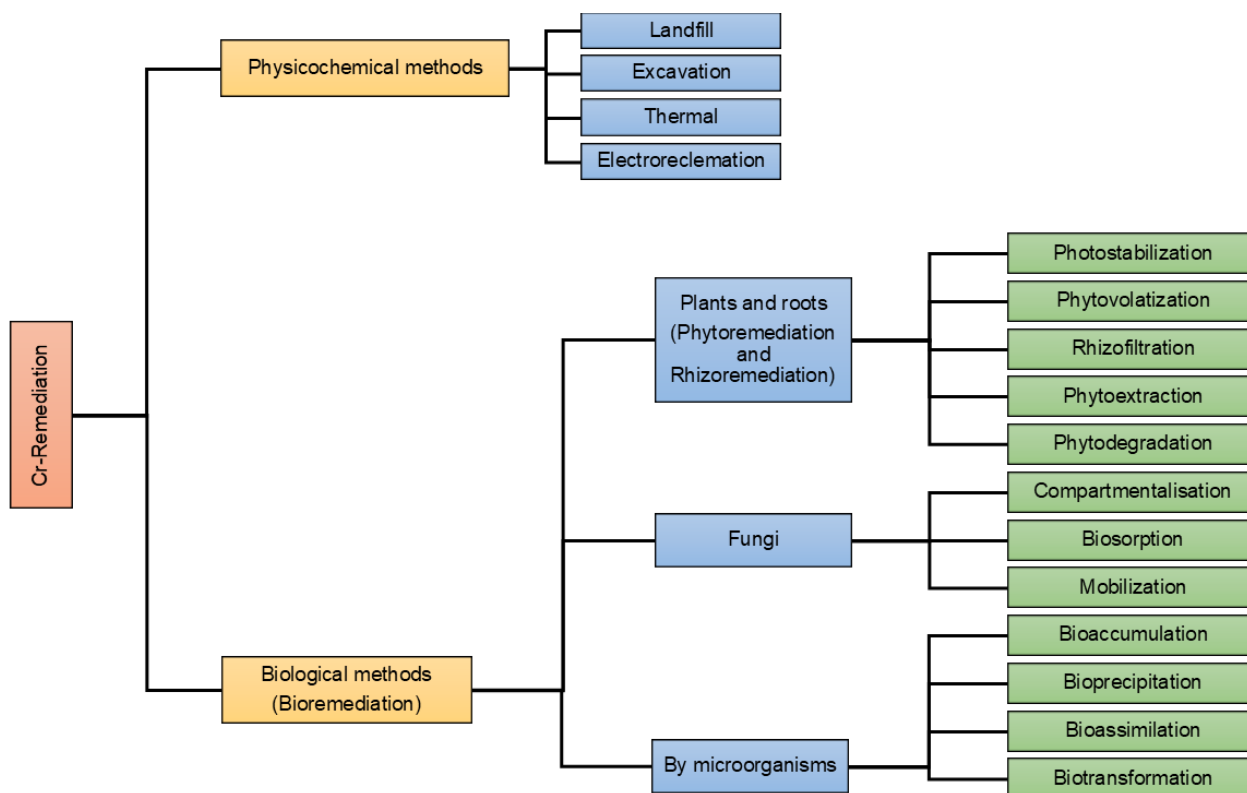 Cr-Remediation
Physicochemical methods
Landfill
Excavation
Thermal
Electroreclemation
Biological methods
(Bioremediation)
Plants and roots
(Phytoremediation
and
Rhizoremediation)
Photostabilization
Phytovolatization
Rhizofiltration
Phytoextraction
Phytodegradation
Fungi
Compartmentalisation
Biosorption
Mobilization
By microorganisms
Bioaccumulation
Bioprecipitation
Bioassimilation
Biotransformation